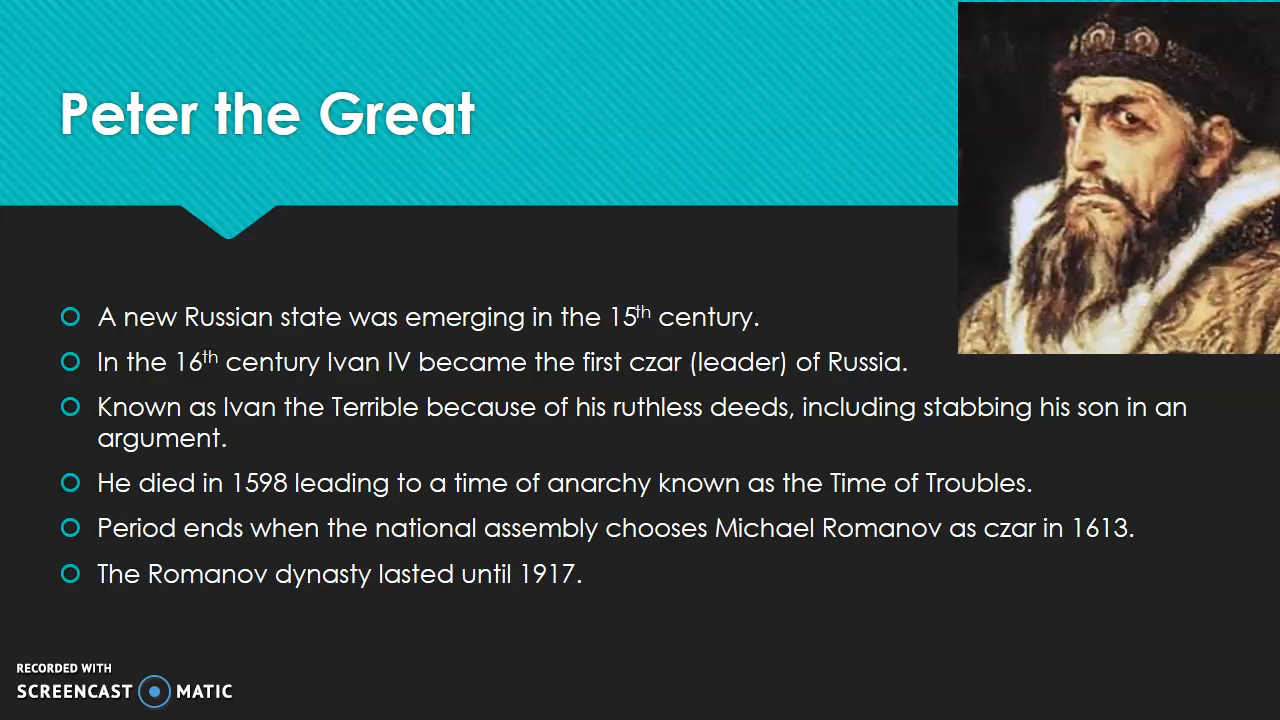 Peter the Great
A new Russian state was emerging in the 15th century.
In the 16th century Ivan IV became the first czar (leader) of Russia.
Known as Ivan the Terrible because of his ruthless deeds, including stabbing his son in an
argument.
He died in 1598 leading to a time of anarchy known as the Time of Troubles.
Period ends when the national assembly chooses Michael Romanov as czar in 1613.
The Romanov dynasty lasted until 1917.
RECORDED WITH
SCREENCAST MATIC